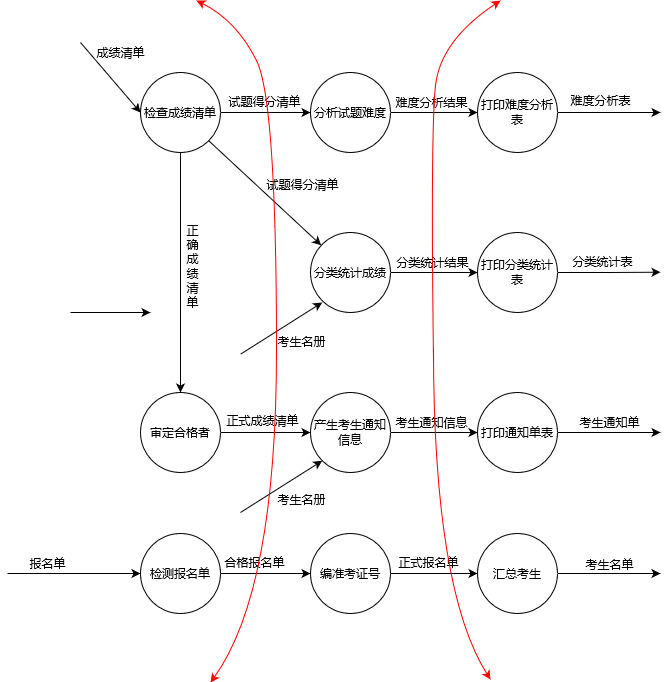 成绩清单
检查成绩清单
试题得分清单
分析试题难度
难度分析结果
打印难度分析
表
难度分析表
试题得分清单
正
确
成
绩
清
单
分类统计成绩
分类统计结果
打印分类统计
表
分类统计表
考生名册
审定合格者
正式成绩清单
产生考生通知
信息
考生通知信息
打印通知单表
考生通知单
考生名册
报名单
检测报名单
合格报名单
编准考证号
正式报名单
汇总考生
考生名单